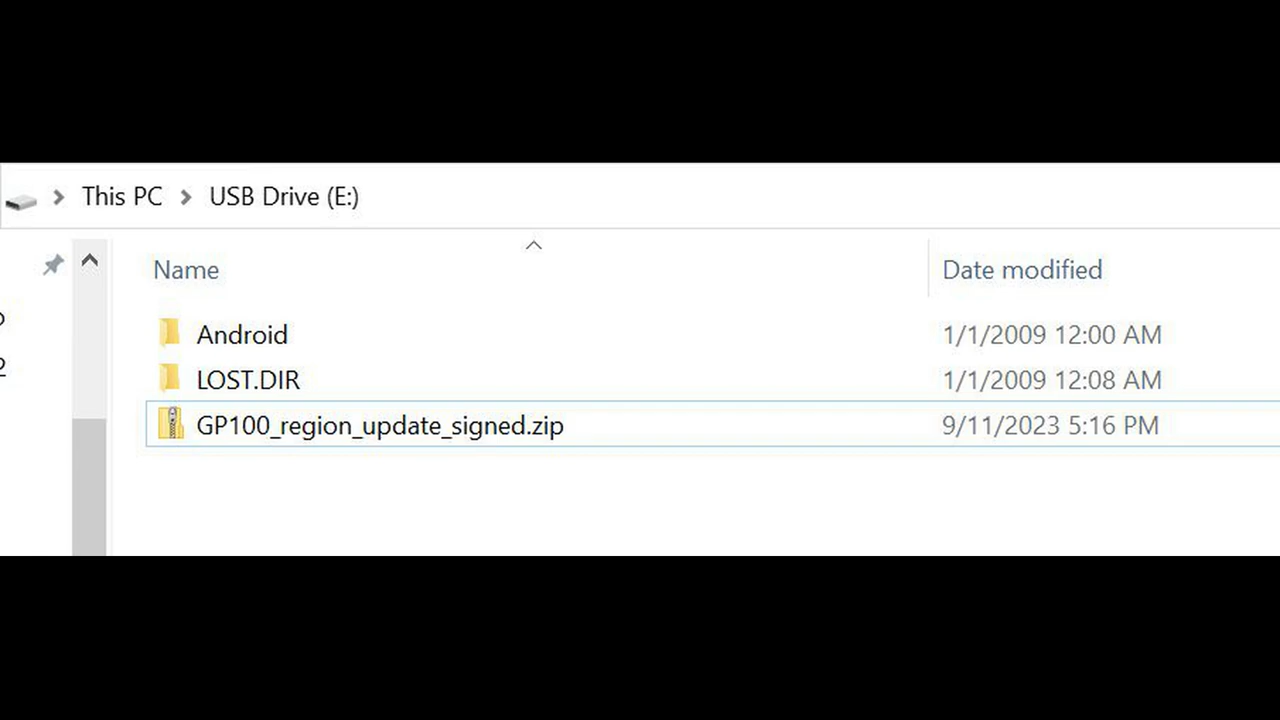 This PC USB Drive (E:)
Name Date modified
Android 1/1/2009 12:00 AM
LOST.DIR 1/1/2009 12:08 AM
GP100_region_update_signed.zip 9/11/2023 5:16 PM